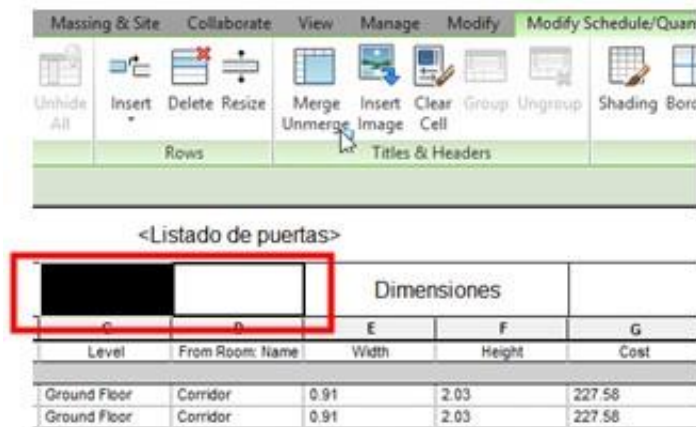 Massing & Site Collaborate View Manage Modify Modify Schedule/Quan
Unhide All Insert Delete Resize Merge Unmerge Insert Image Clear Cell Group Ungroup Shading Bor
Rows Titles & Headers
<Listado de puertas>
Dimensiones
C D E F G
Level From Room: Name Width Height Cost
Ground Floor Corridor 0.91 2.03 227.58
Ground Floor Corridor 0.91 2.03 227.58